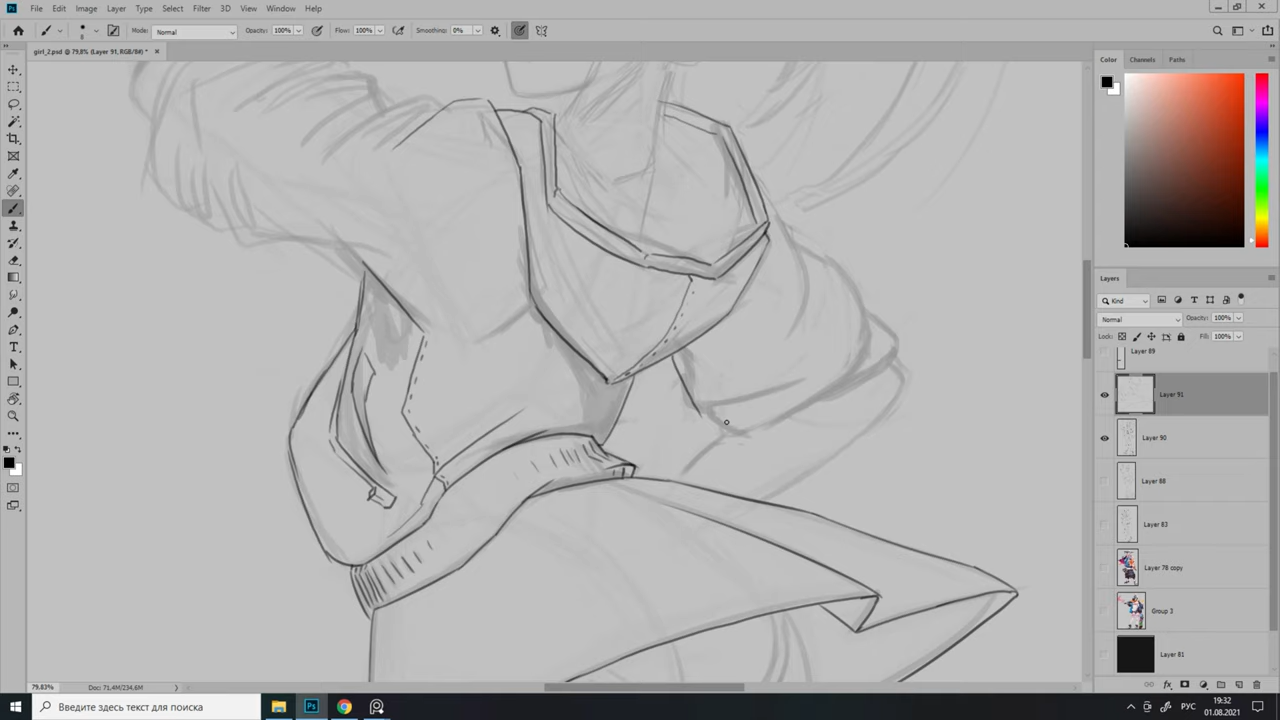 File Edit Image Layer Type Select Filter 3D View Window Help
Mode: Normal Opacity: 100% Flow: 100% Smoothing: 0%
girl_2.psd @ 79,8% (Layer 91, RGB/8#) *
Color Channels Paths
Layers
Kind
Normal Opacity: 100%
Lock: Fill: 100%
Layer 89
Layer 91
Layer 90
Layer 88
Layer 83
Layer 78 copy
Group 3
Layer 81
79,83% Doc: 71,4M/234,6M
Введите здесь текст для поиска
РУС
19:32
01.08.2021